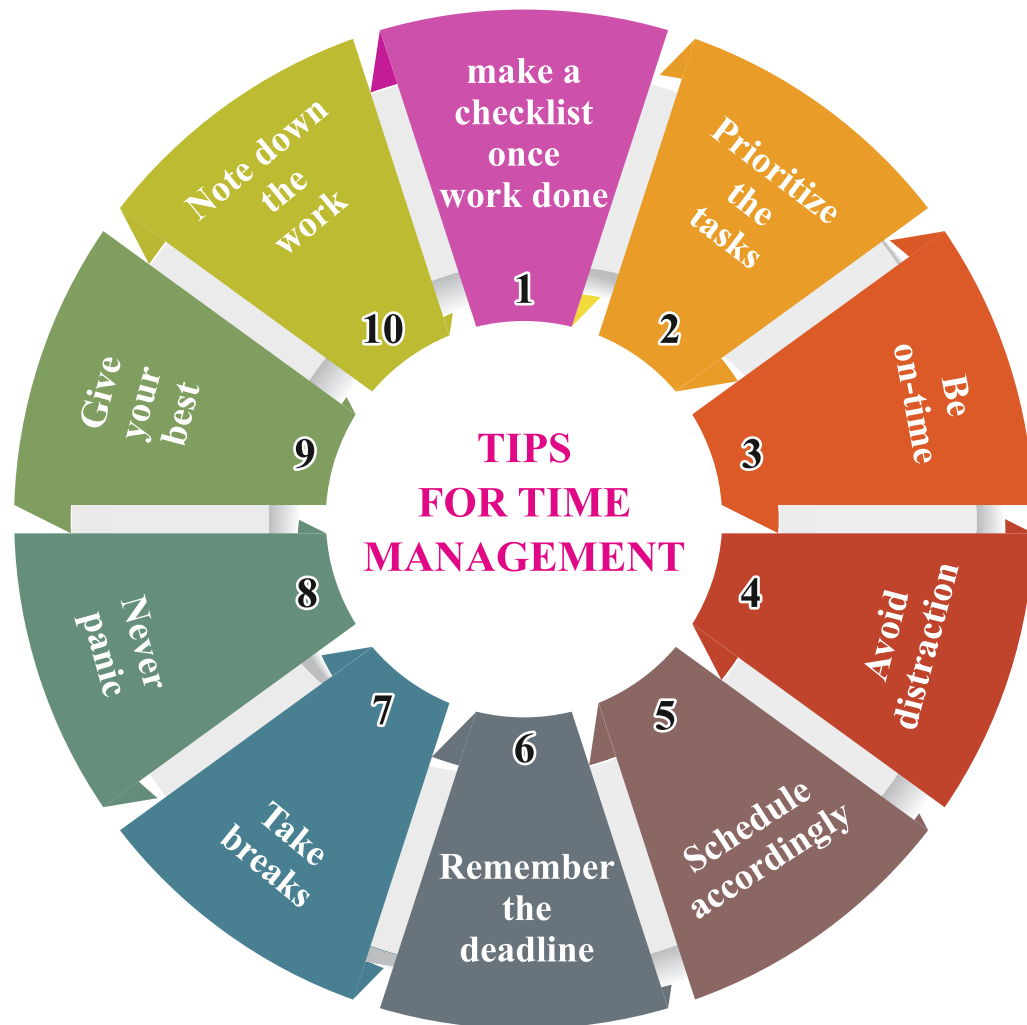 TIPS
FOR TIME
MANAGEMENT
make a
checklist
once
work done
1
Prioritize
the
tasks
2
Be
on-time
3
Avoid
distraction
4
Schedule
accordingly
5
Remember
the
deadline
6
Take
breaks
7
Never
panic
8
Give
your
best
9
Note down
the
work
10